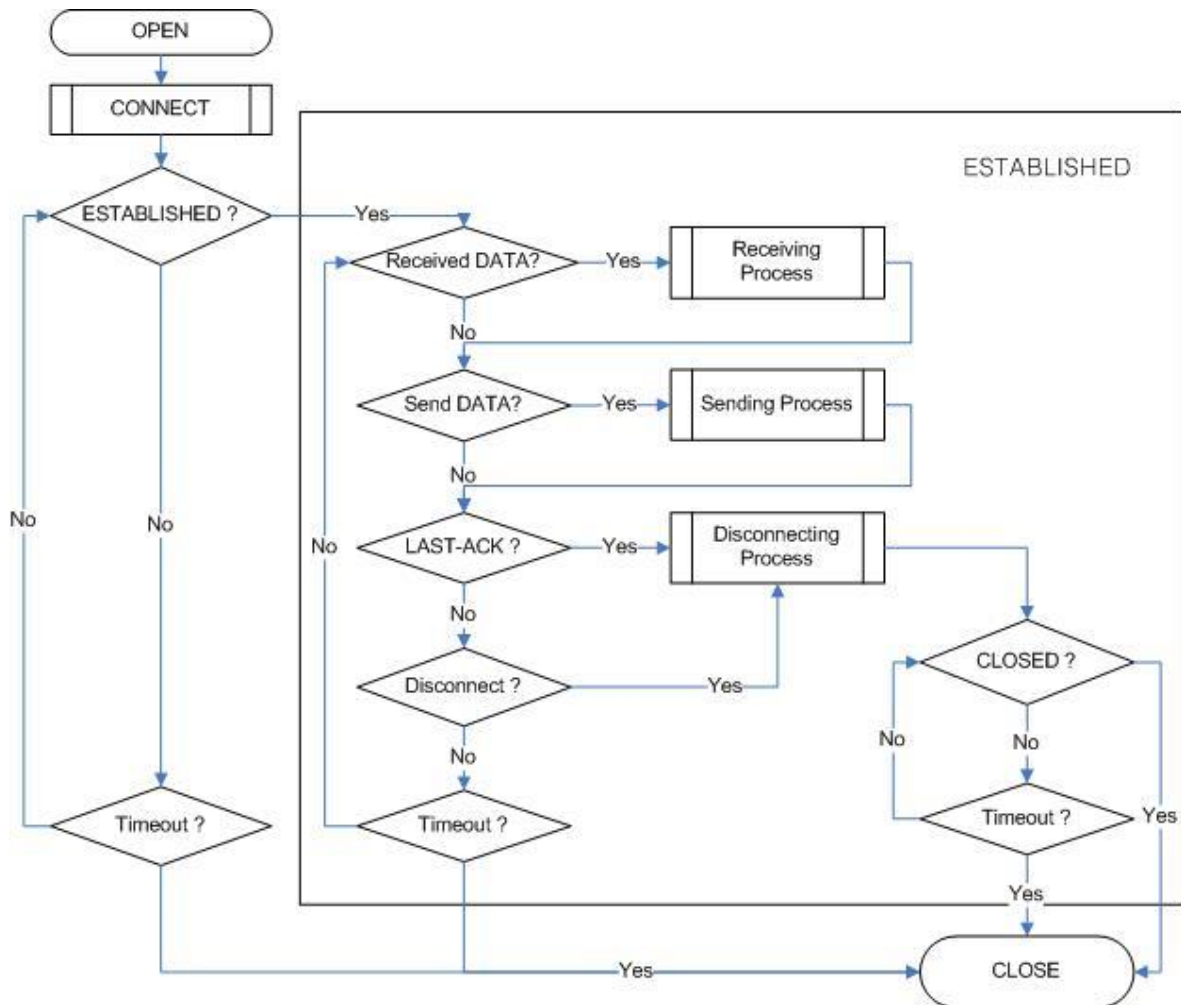 OPEN
CONNECT
ESTABLISHED
ESTABLISHED ?
Yes
Received DATA?
Yes
Receiving
Process
No
Send DATA?
Yes
Sending Process
No
No
No
No
LAST-ACK ?
Yes
Disconnecting
Process
No
CLOSED ?
Disconnect ?
Yes
No
No
No
Timeout ?
Timeout ?
Timeout ?
Yes
Yes
Yes
CLOSE